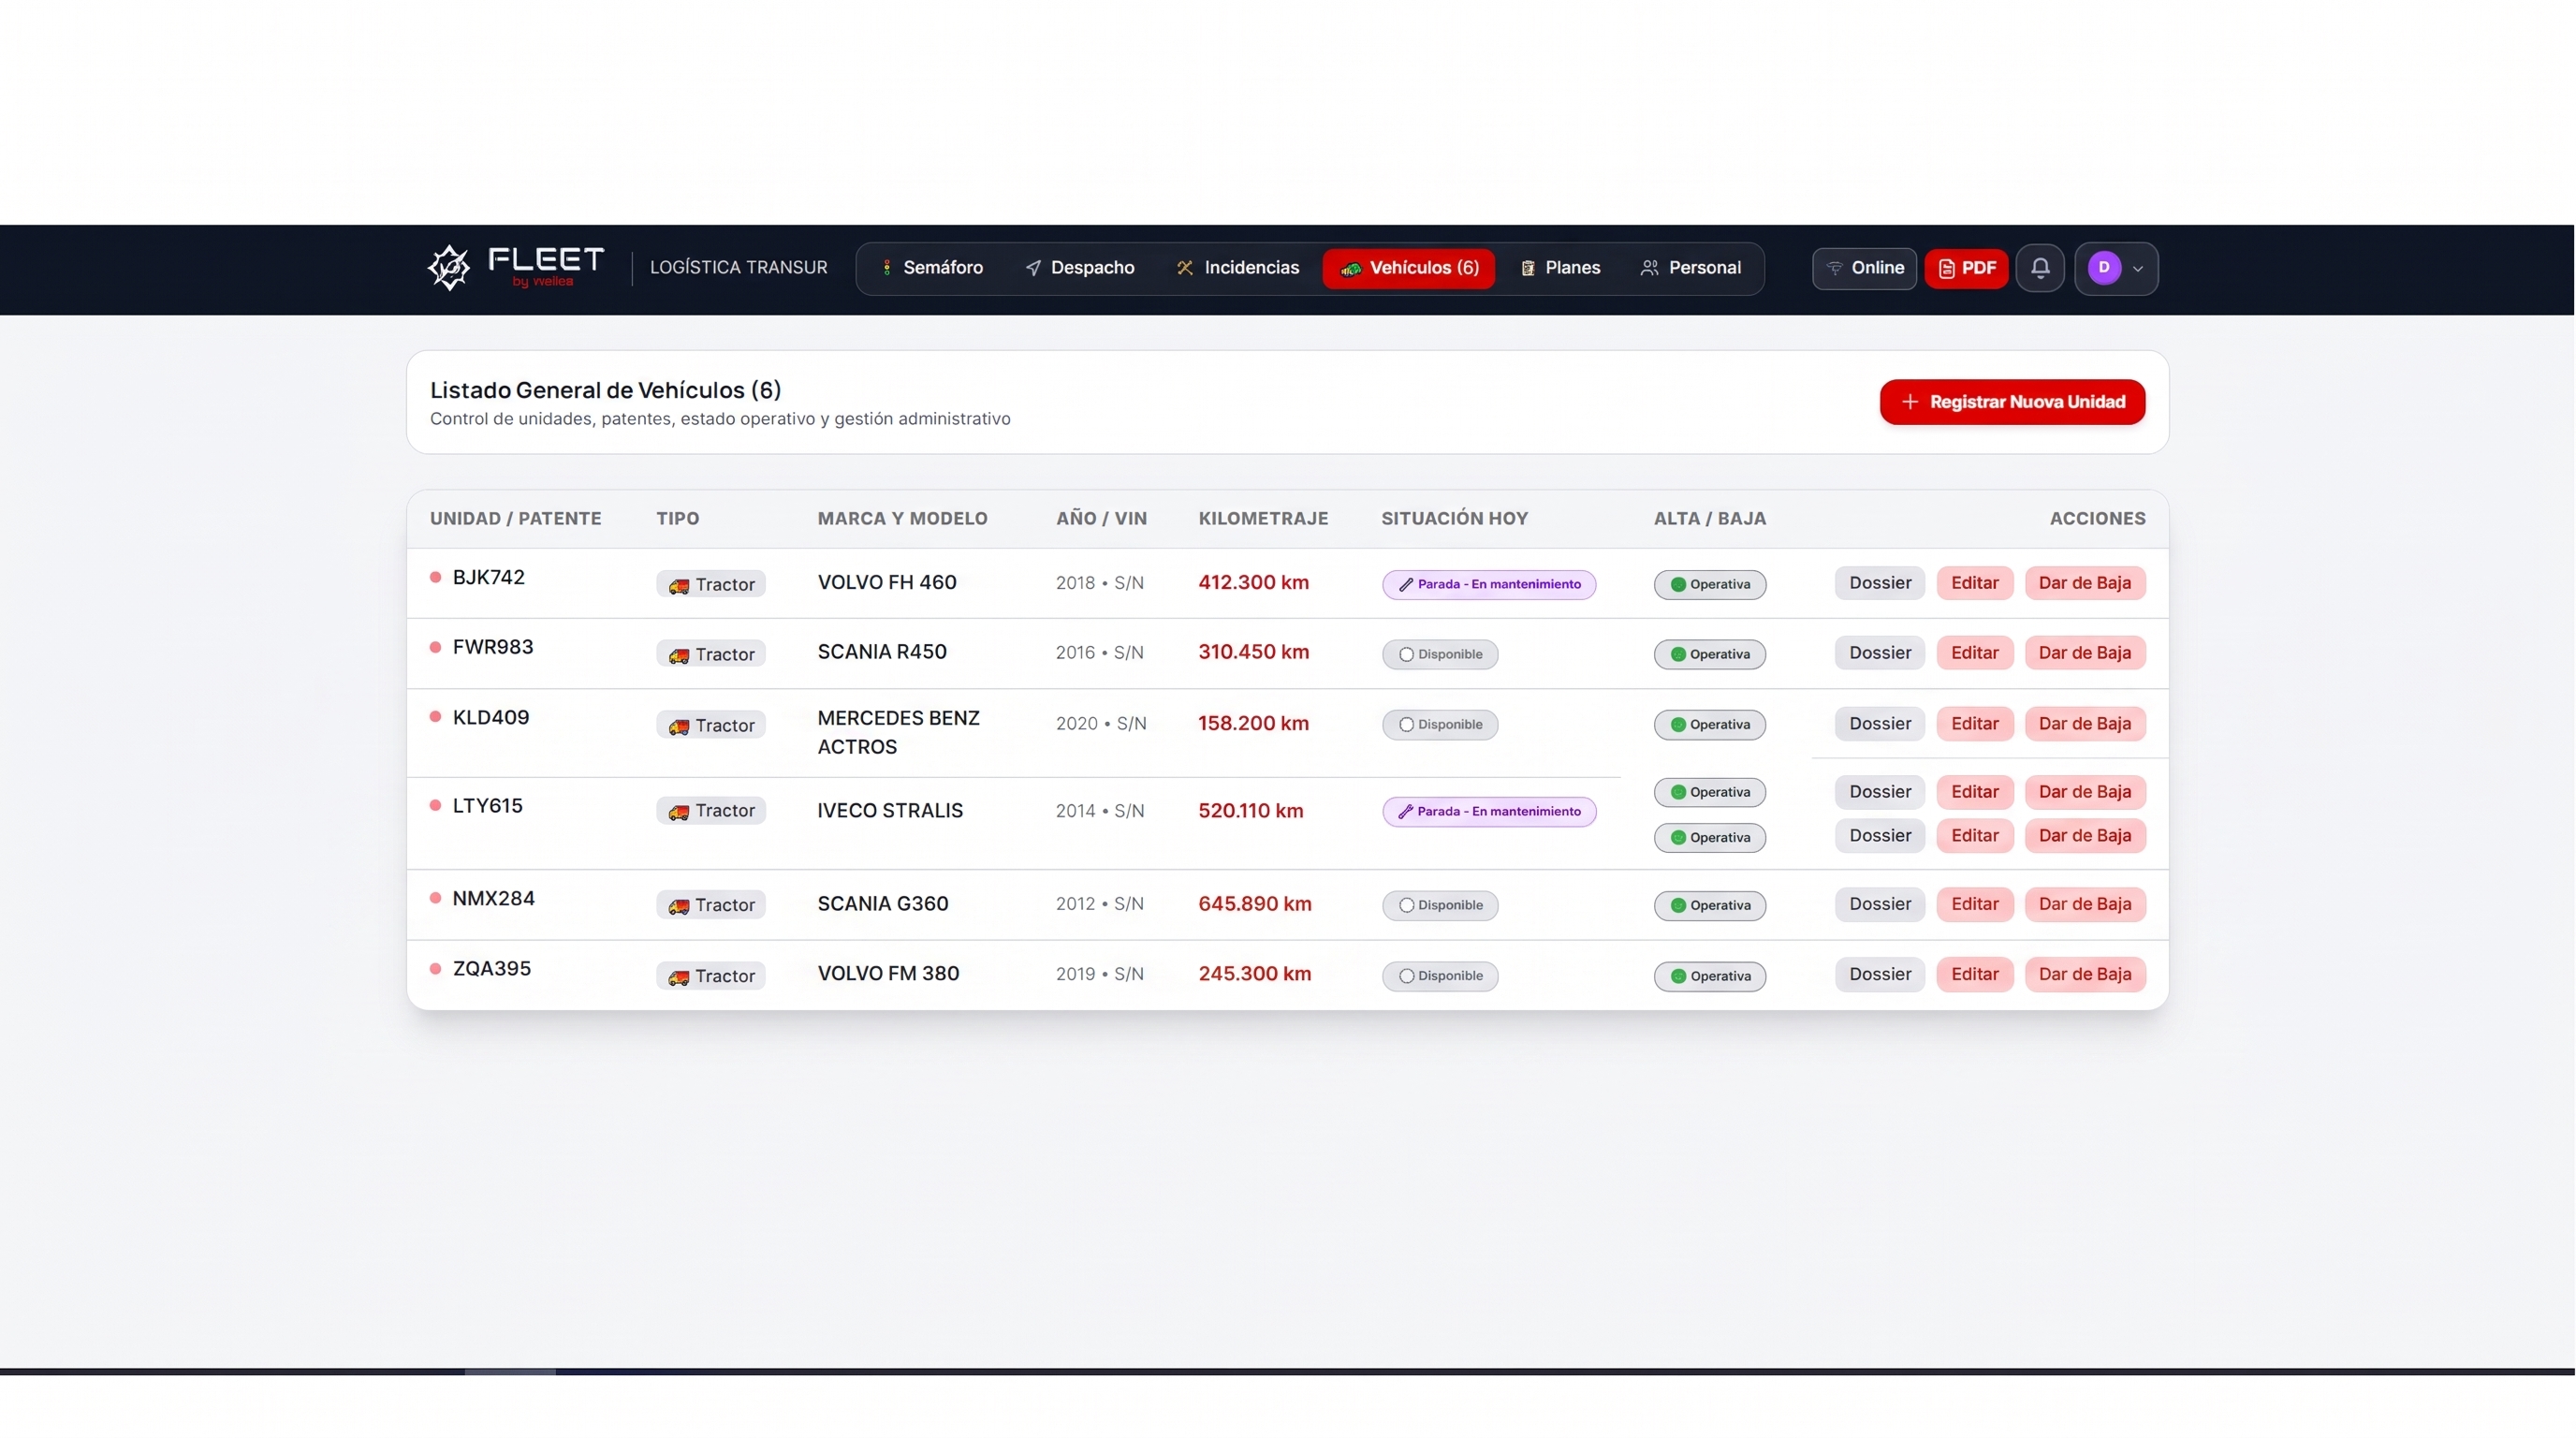 FLEET
by wellea
LOGÍSTICA TRANSUR
Semáforo
Despacho
Incidencias
Vehículos (6)
Planes
Personal
Online
PDF
D
Listado General de Vehículos (6)
Control de unidades, patentes, estado operativo y gestión administrativo
+ Registrar Nuova Unidad
UNIDAD / PATENTE TIPO MARCA Y MODELO AÑO / VIN KILOMETRAJE SITUACIÓN HOY ALTA / BAJA ACCIONES
BJK742 Tractor VOLVO FH 460 2018 • S/N 412.300 km Parada - En mantenimiento Operativa Dossier Editar Dar de Baja
FWR983 Tractor SCANIA R450 2016 • S/N 310.450 km Disponible Operativa Dossier Editar Dar de Baja
KLD409 Tractor MERCEDES BENZ ACTROS 2020 • S/N 158.200 km Disponible Operativa Dossier Editar Dar de Baja
LTY615 Tractor IVECO STRALIS 2014 • S/N 520.110 km Parada - En mantenimiento Operativa Dossier Editar Dar de Baja
Operativa Dossier Editar Dar de Baja
NMX284 Tractor SCANIA G360 2012 • S/N 645.890 km Disponible Operativa Dossier Editar Dar de Baja
ZQA395 Tractor VOLVO FM 380 2019 • S/N 245.300 km Disponible Operativa Dossier Editar Dar de Baja